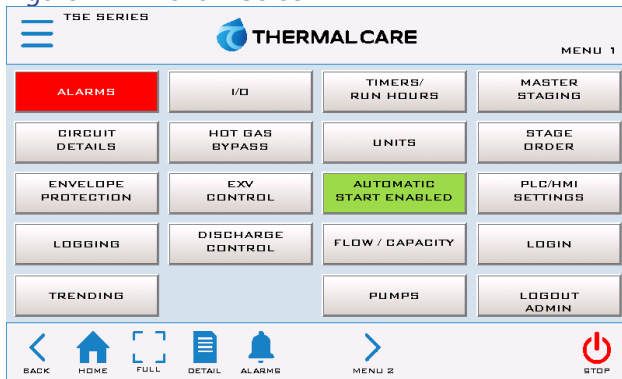 TSE SERIES
THERMALCARE
MENU 1
ALARMS
I/O
TIMERS/
RUN HOURS
MASTER
STAGING
CIRCUIT
DETAILS
HOT GAS
BYPASS
UNITS
STAGE
ORDER
ENVELOPE
PROTECTION
EXV
CONTROL
AUTOMATIC
START ENABLED
PLC/HMI
SETTINGS
LOGGING
DISCHARGE
CONTROL
FLOW / CAPACITY
LOGIN
TRENDING
PUMPS
LOGOUT
ADMIN
BACK
HOME
FULL
DETAIL
ALARMS
MENU 2
STOP